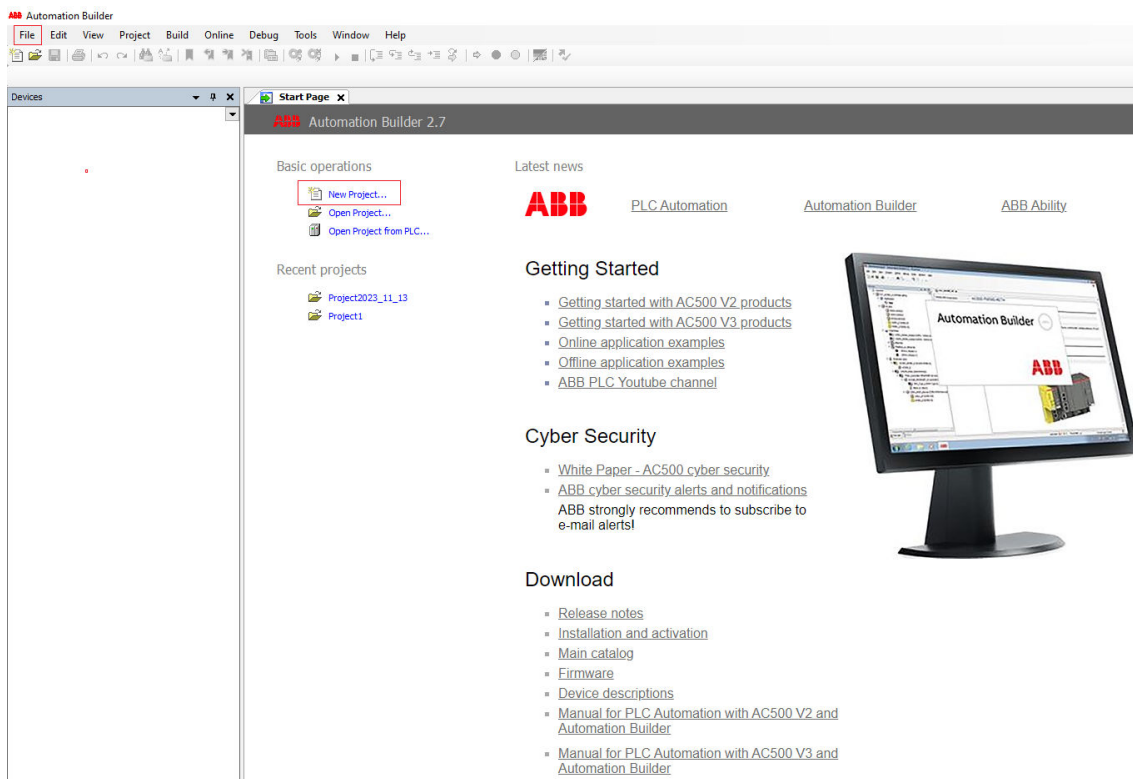 ABB Automation Builder
File Edit View Project Build Online Debug Tools Window Help
Devices
Start Page
ABB Automation Builder 2.7
Basic operations
New Project...
Open Project...
Open Project from PLC...
Recent projects
Project2023_11_13
Project1
Latest news
ABB PLC Automation Automation Builder ABB Ability
Getting Started
Getting started with AC500 V2 products
Getting started with AC500 V3 products
Online application examples
Offline application examples
ABB PLC Youtube channel
Automation Builder
ABB
Cyber Security
White Paper - AC500 cyber security
ABB cyber security alerts and notifications
ABB strongly recommends to subscribe to
e-mail alerts!
Download
Release notes
Installation and activation
Main catalog
Firmware
Device descriptions
Manual for PLC Automation with AC500 V2 and
Automation Builder
Manual for PLC Automation with AC500 V3 and
Automation Builder